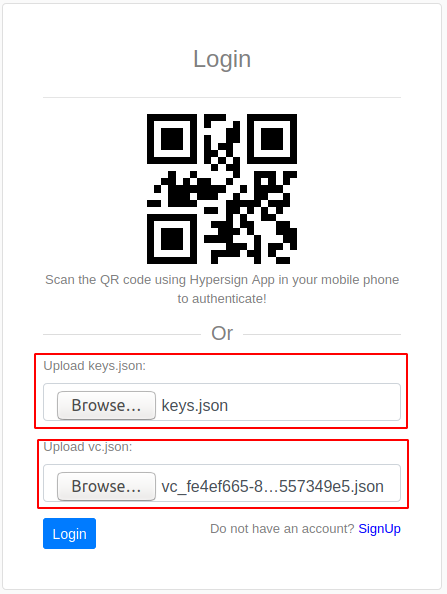 Login
Scan the QR code using Hypersign App in your mobile phone
to authenticate!
Or
Upload keys.json:
Browse... keys.json
Upload vc.json:
Browse... vc_fe4ef665-8...557349e5.json
Login
Do not have an account? SignUp